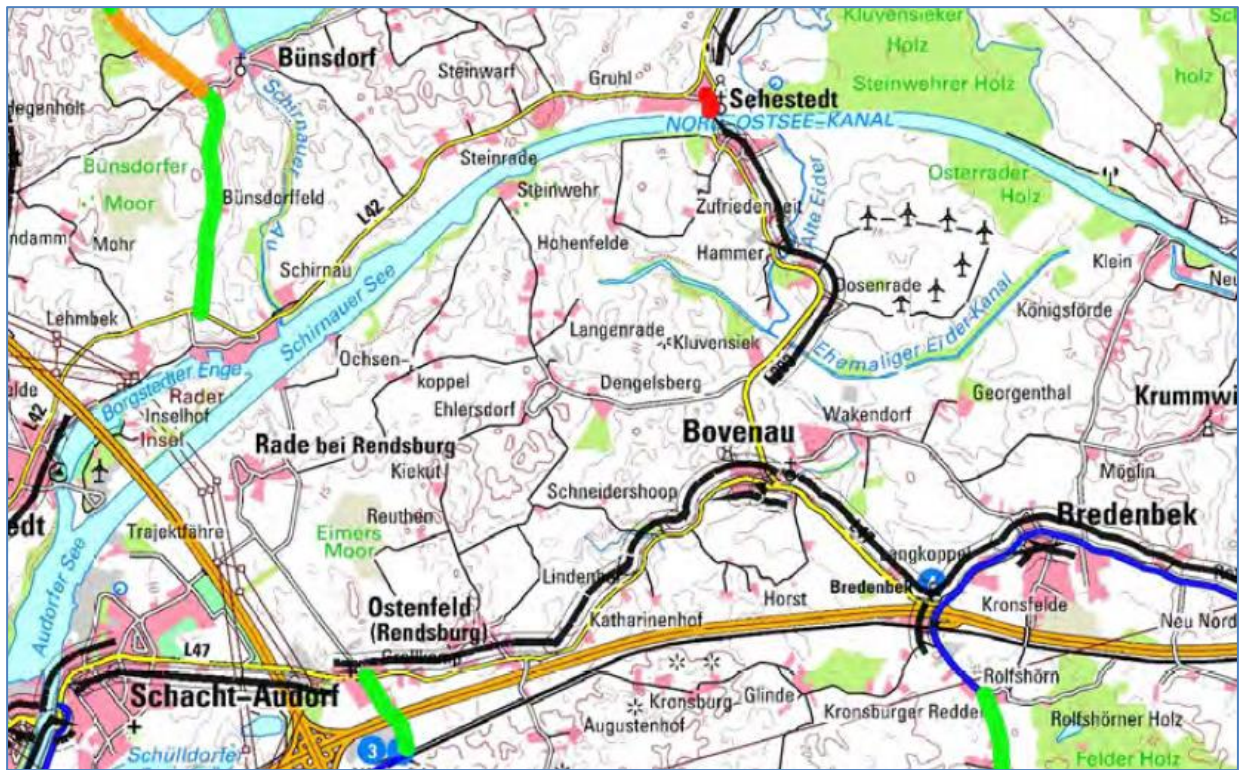 Kluvensieker
Holz
Bünsdorf
Steinwarf
Gruhl
Steinwehrer Holz
holz
Sehestedt
NORD-OSTSEE-KANAL
Schirnauer Au
Bünsdorfer
Moor
Steinrade
Osterrader
Holz
Bünsdorffeld
Steinwehr
L42
Zufriedenheit
Alte Eider
Mohr
Hohenfelde
Hammer
Klein
Schirnau
Schirnauer See
Dosenrade
Königsförde
Lehmbek
Langenrade
Kluvensiek
Ehemaliger Eider-Kanal
Ochsen-
koppel
Borgstedter Enge
Rader
Insel
Inselhof
L42
Dengelsberg
Ehlersdorf
Georgenthal
Wakendorf
Krummwi
Bovenau
Rade bei Rendsburg
Kiekut
Möglin
Schneidershoop
Reuthen
Bredenbek
Trajektfähre
Eimers
Moor
Audorfer See
Lindenhof
Bredenbek
4
Horst
Kronsfelde
Ostenfeld
(Rendsburg)
Katharinenhof
Neu Nord
L47
Rolfshörn
Schacht-Audorf
Kronsburg
Glinde
Kronsburger Redder
Augustenhof
Rolfshörner Holz
3
Schülldorfer
Felder Holz